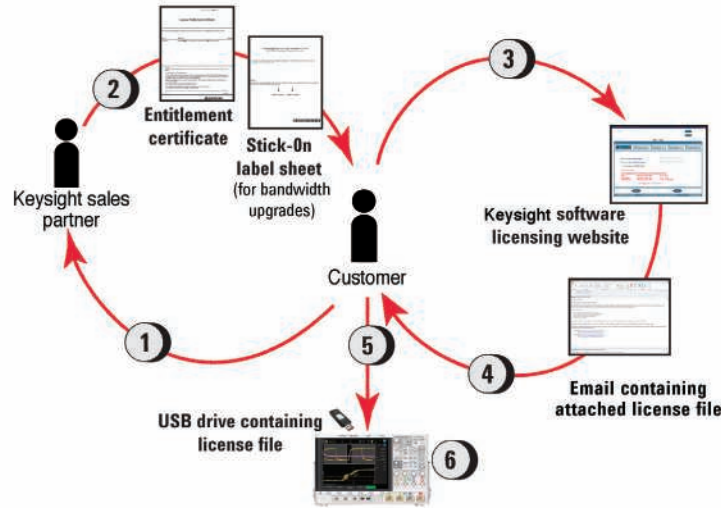 2
Entitlement
certificate
Stick-On
label sheet
(for bandwidth
upgrades)
3
Keysight sales
partner
Keysight software
licensing website
Customer
1
5
4
Email containing
attached license file
USB drive containing
license file
6